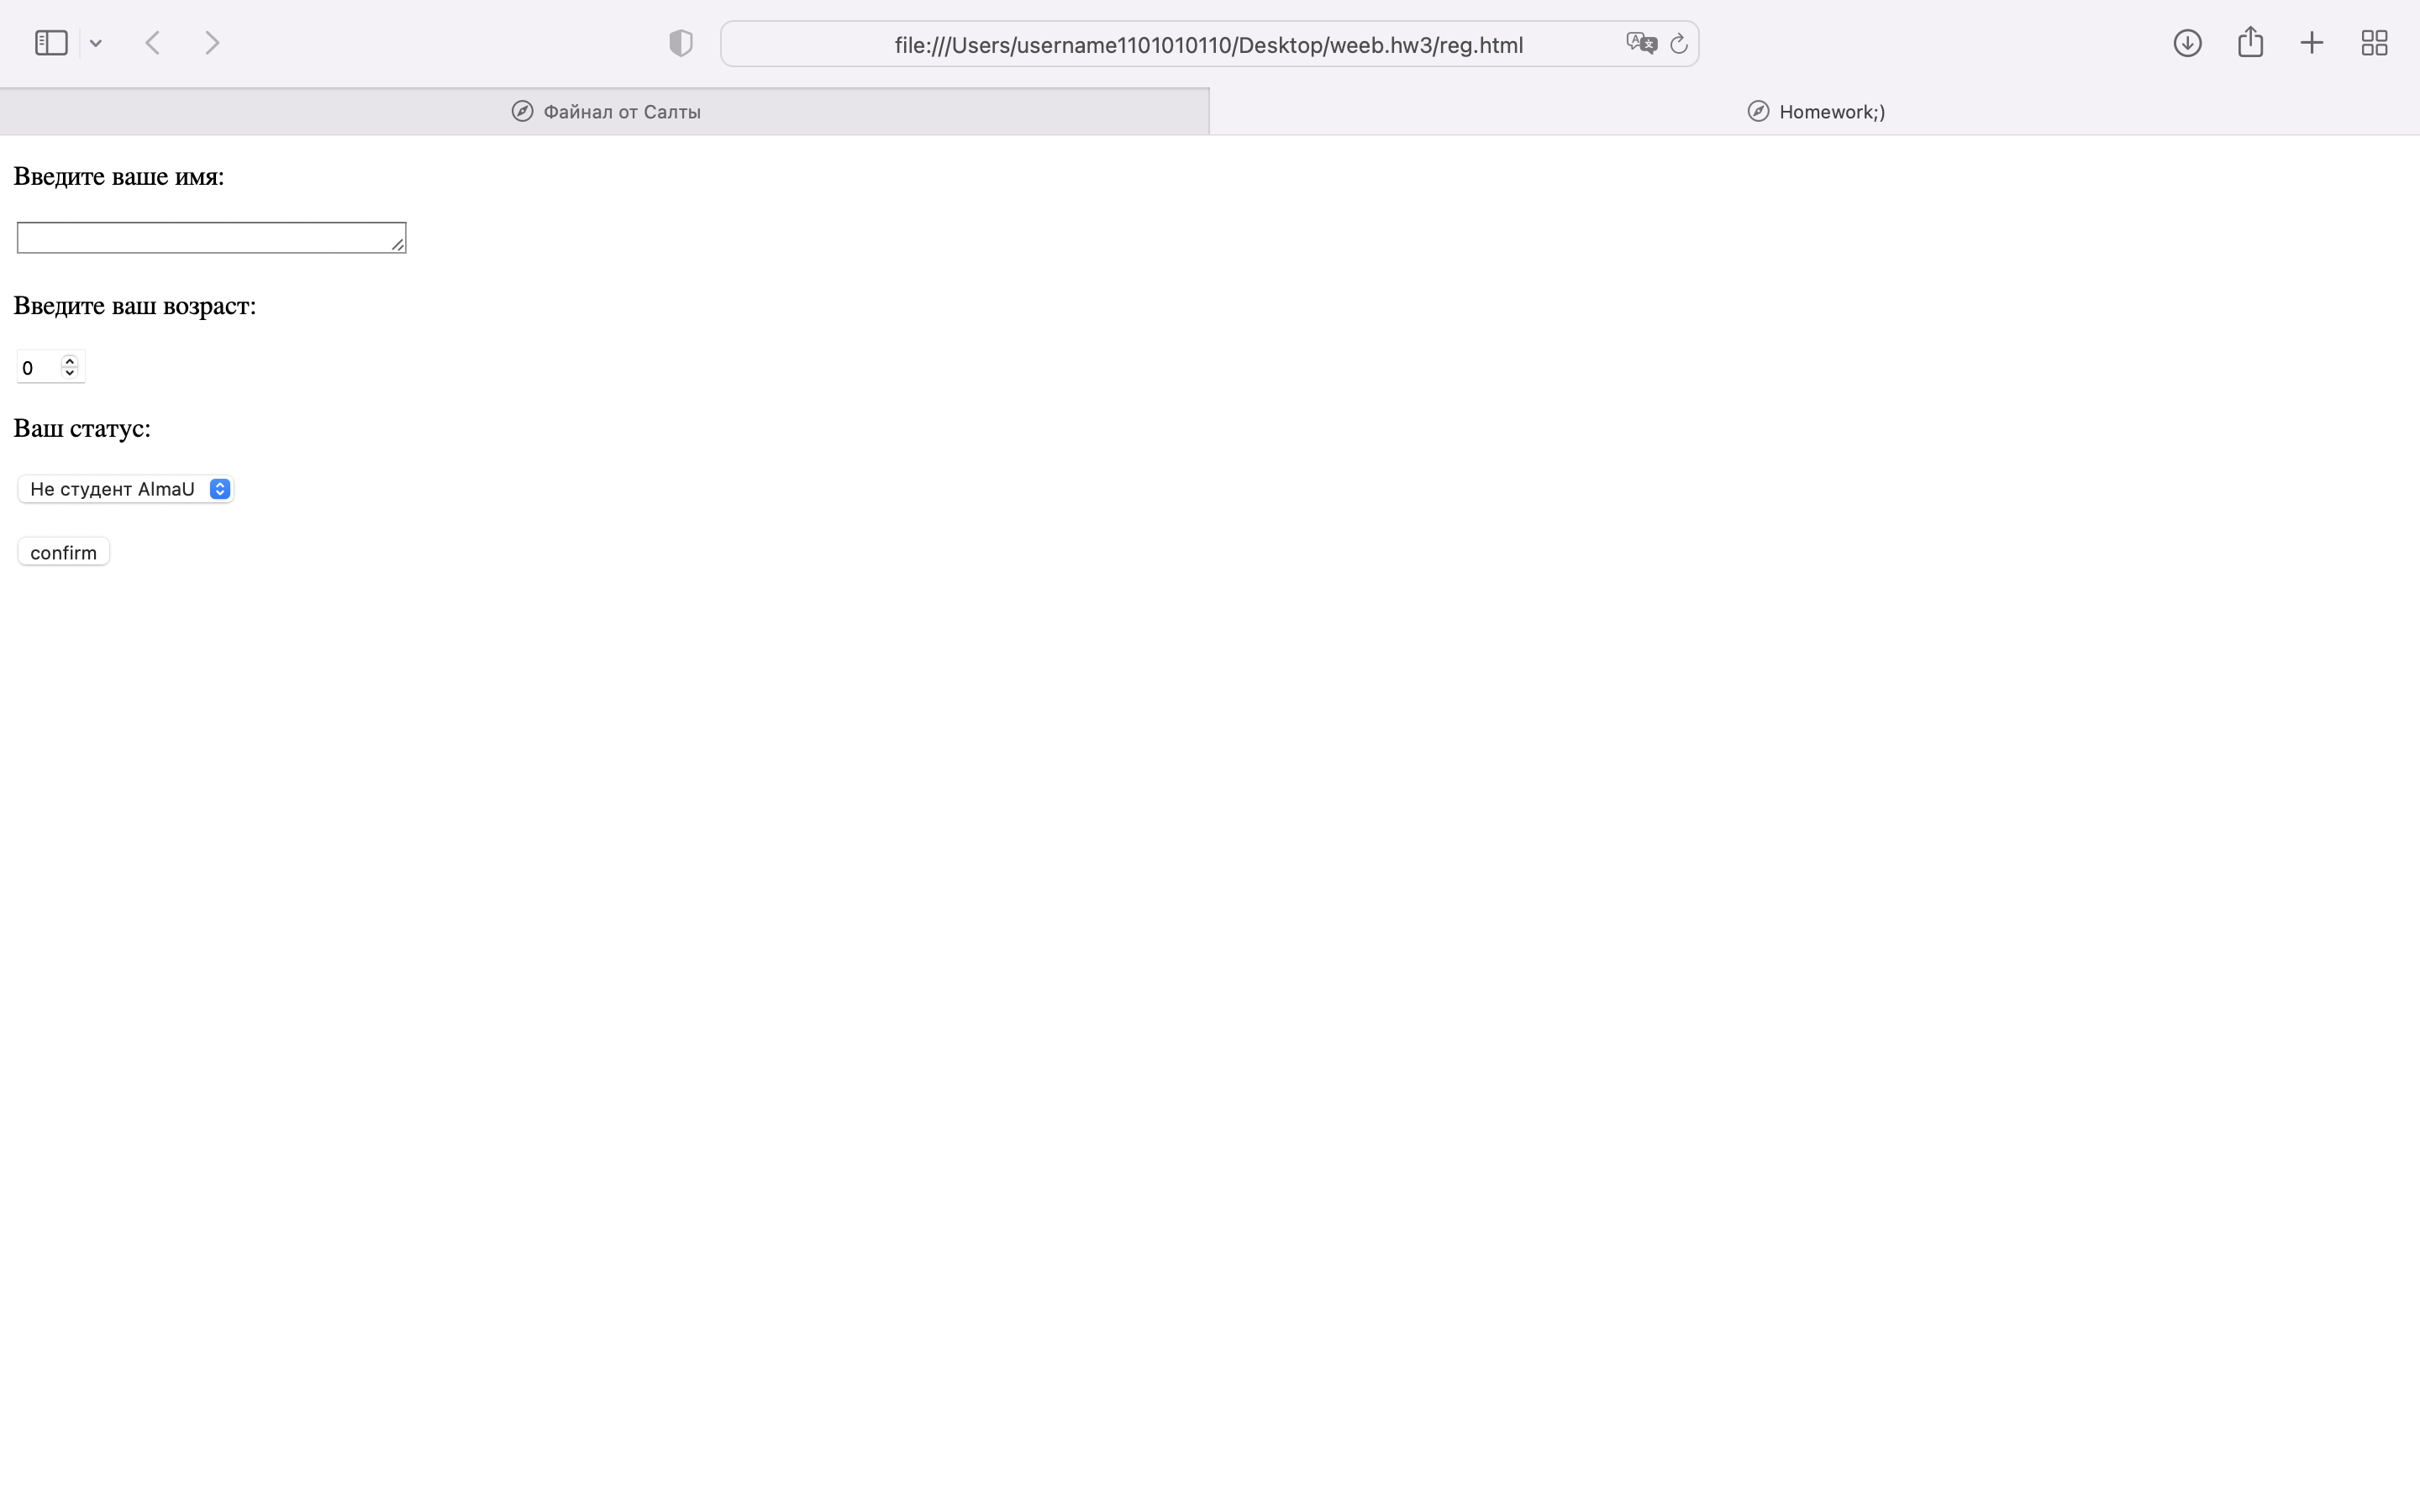 file:///Users/username1101010110/Desktop/weeb.hw3/reg.html
Файнал от Салты
Homework;)
Введите ваше имя:
Введите ваш возраст:
0
Ваш статус:
Не студент AlmaU
confirm